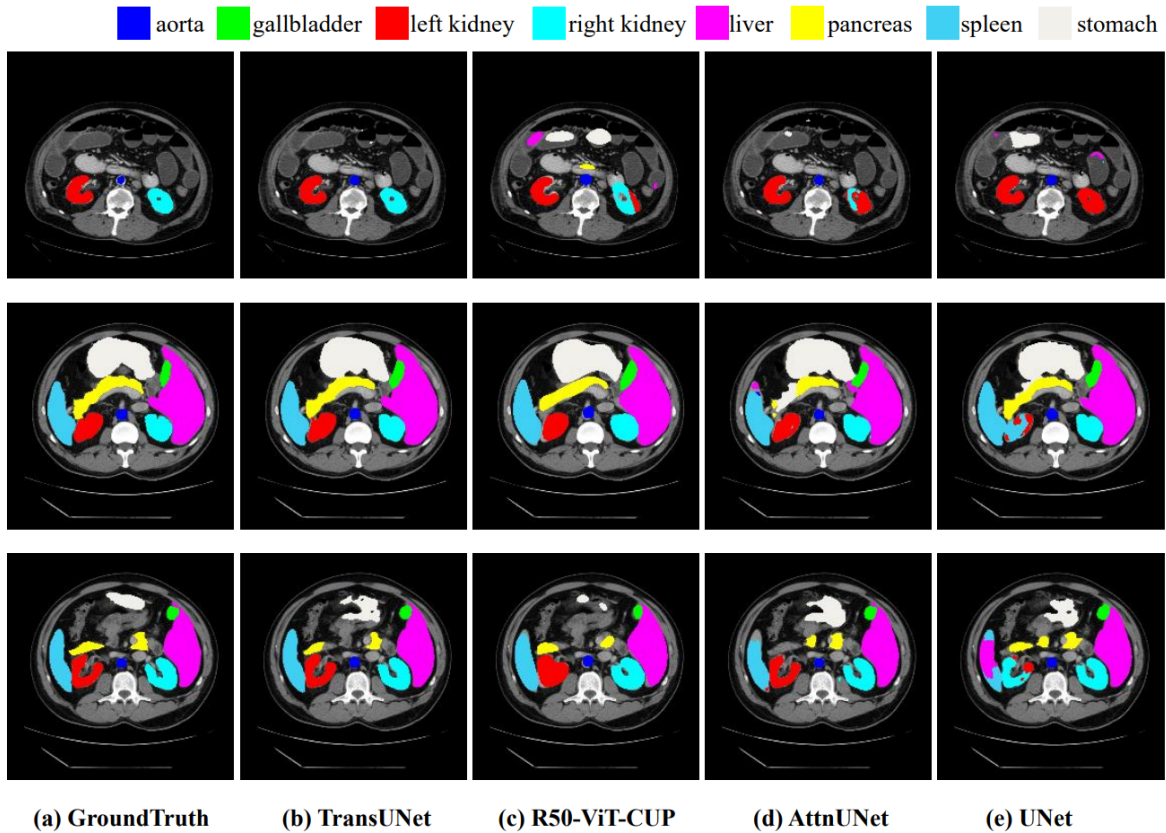 aorta gallbladder left kidney right kidney liver pancreas spleen stomach
(a) GroundTruth (b) TransUNet (c) R50-ViT-CUP (d) AttnUNet (e) UNet